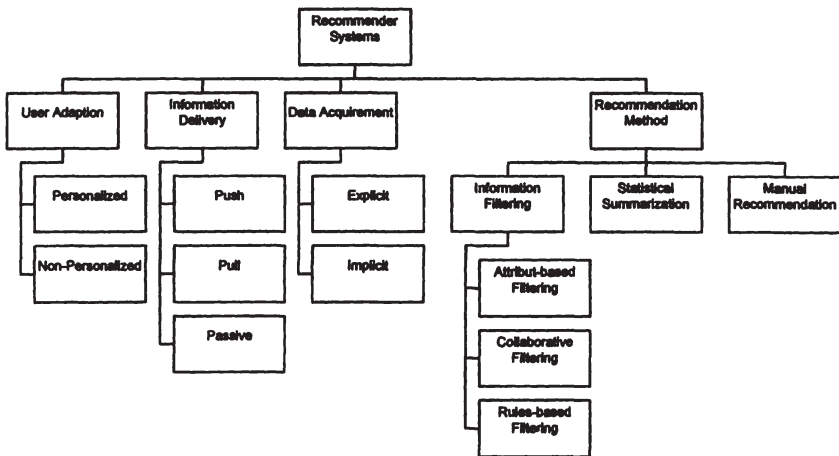 Recommender
Systems
User Adaption
Information
Delivery
Data Acquirement
Recommendation
Method
Personalized
Non-Personalized
Push
Pull
Passive
Explicit
Implicit
Information
Filtering
Statistical
Summarization
Manual
Recommendation
Attribut-based
Filtering
Collaborative
Filtering
Rules-based
Filtering